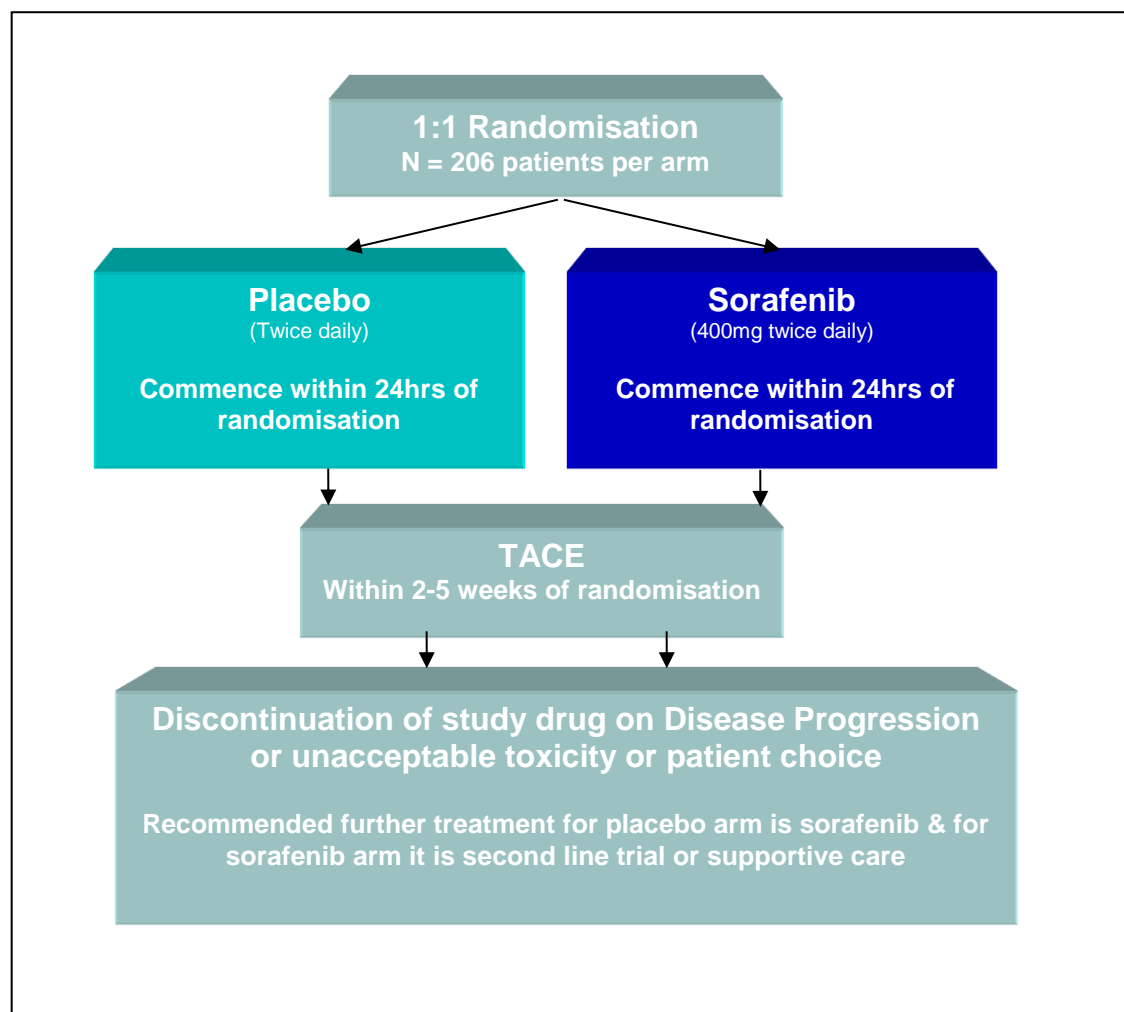 1:1 Randomisation
N = 206 patients per arm
Placebo
(Twice daily)
Commence within 24hrs of
randomisation
Sorafenib
(400mg twice daily)
Commence within 24hrs of
randomisation
TACE
Within 2-5 weeks of randomisation
Discontinuation of study drug on Disease Progression
or unacceptable toxicity or patient choice
Recommended further treatment for placebo arm is sorafenib & for
sorafenib arm it is second line trial or supportive care